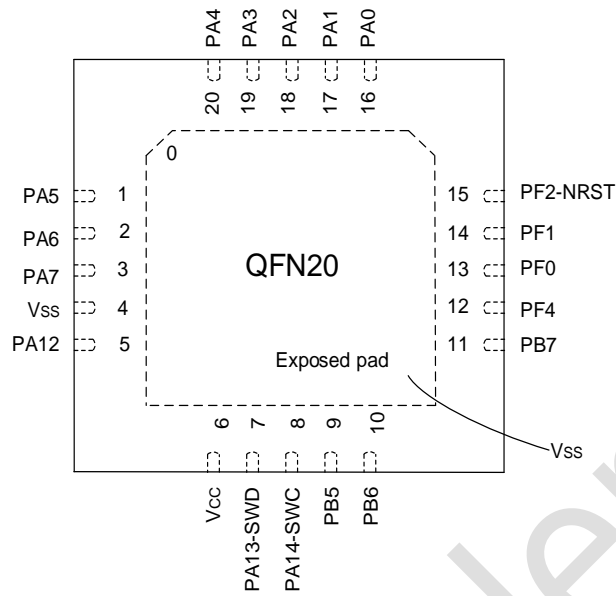 PA4 PA3 PA2 PA1 PA0
20 19 18 17 16
0
PA5 1
PA6 2
PA7 3
Vss 4
PA12 5
QFN20
Exposed pad
15 PF2-NRST
14 PF1
13 PF0
12 PF4
11 PB7
Vss
6 7 8 9 10
Vcc PA13-SWD PA14-SWC PB5 PB6